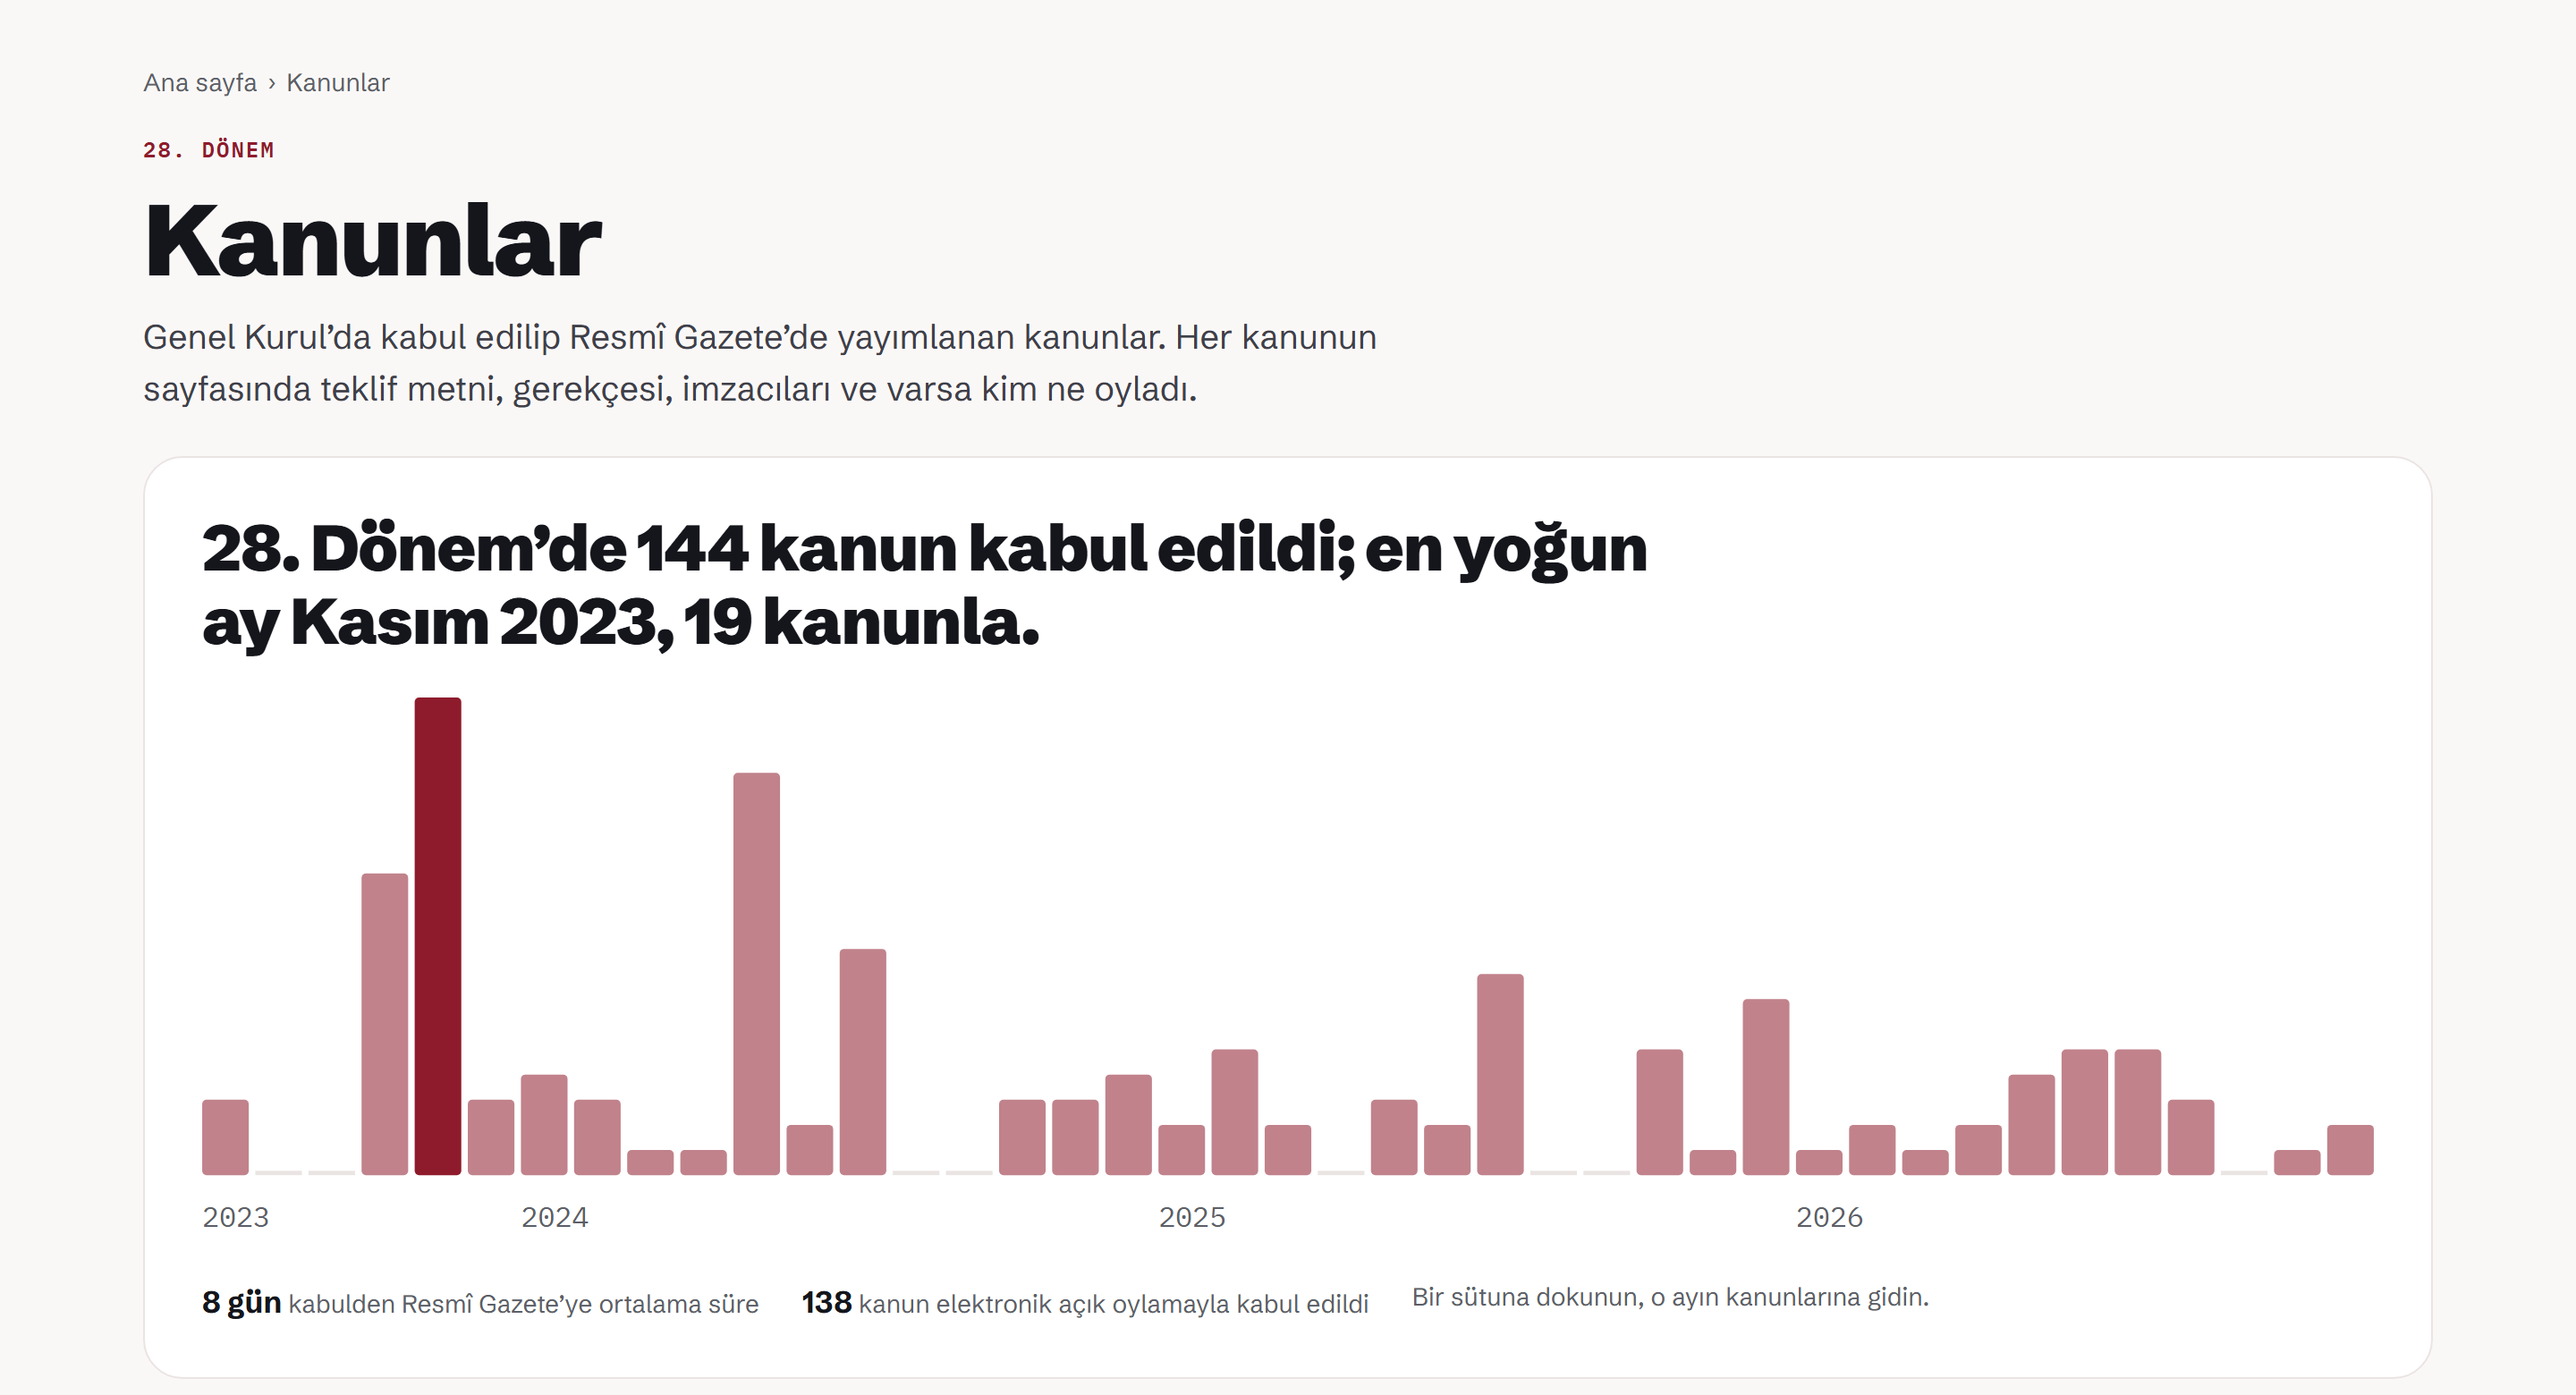 Ana sayfa › Kanunlar
28. DÖNEM
Kanunlar
Genel Kurul’da kabul edilip Resmî Gazete’de yayımlanan kanunlar. Her kanunun
sayfasında teklif metni, gerekçesi, imzacıları ve varsa kim ne oyladı.
28. Dönem’de 144 kanun kabul edildi; en yoğun
ay Kasım 2023, 19 kanunla.
2023 2024 2025 2026
8 gün kabulden Resmî Gazete’ye ortalama süre 138 kanun elektronik açık oylamayla kabul edildi Bir sütuna dokunun, o ayın kanunlarına gidin.